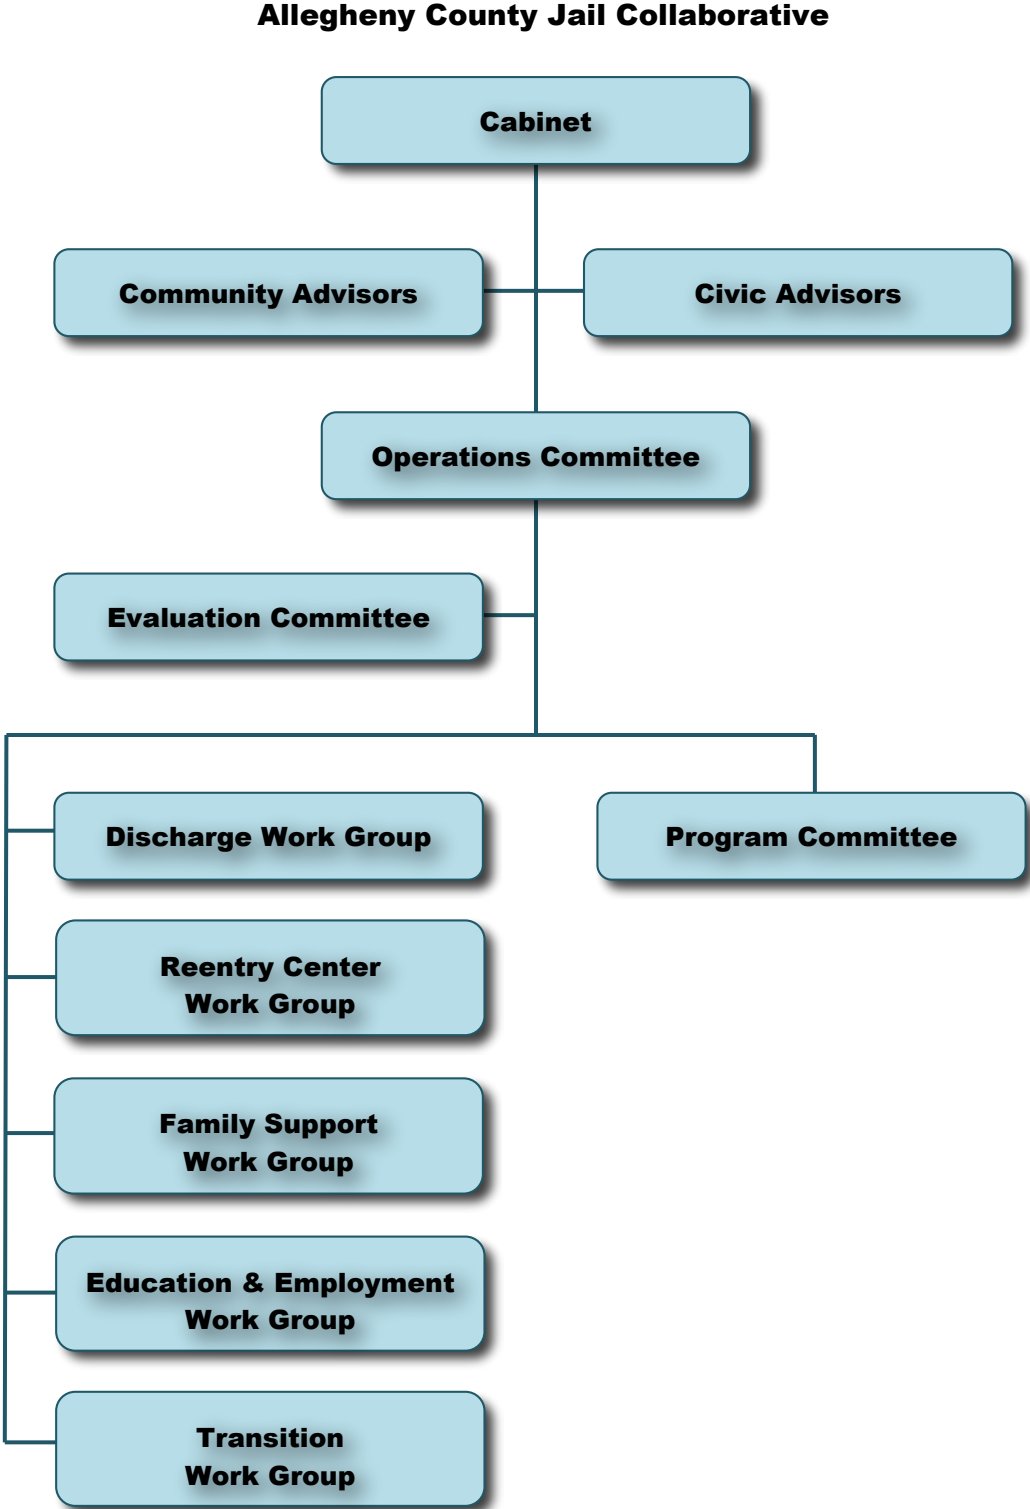 Allegheny County Jail Collaborative
Cabinet
Community Advisors
Civic Advisors
Operations Committee
Evaluation Committee
Discharge Work Group
Program Committee
Reentry Center
Work Group
Family Support
Work Group
Education & Employment
Work Group
Transition
Work Group